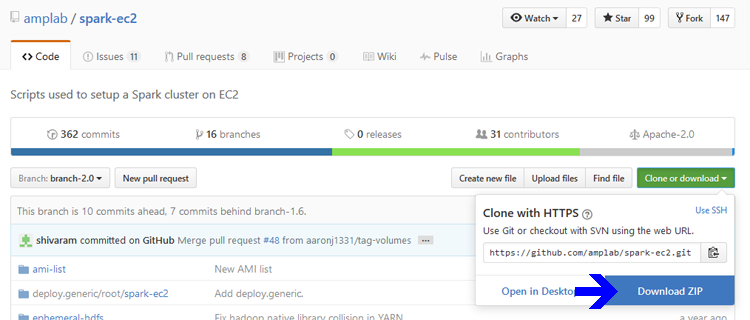 amplab / spark-ec2
Watch 27 Star 99 Fork 147
Code Issues 11 Pull requests 8 Projects 0 Wiki Pulse Graphs
Scripts used to setup a Spark cluster on EC2
362 commits 16 branches 0 releases 31 contributors Apache-2.0
Branch: branch-2.0 New pull request Create new file Upload files Find file Clone or download
This branch is 10 commits ahead, 7 commits behind branch-1.6.
Clone with HTTPS ? Use SSH
Use Git or checkout with SVN using the web URL.
shivaram committed on GitHub Merge pull request #48 from aaronj1331/tag-volumes ...
https://github.com/amplab/spark-ec2.git
ami-list New AMI list
Open in Deskto Download ZIP
deploy.generic/root/spark-ec2 Add deploy.generic.
ephemeral-hdfs Fix hadoop native library collision in YARN a year ago